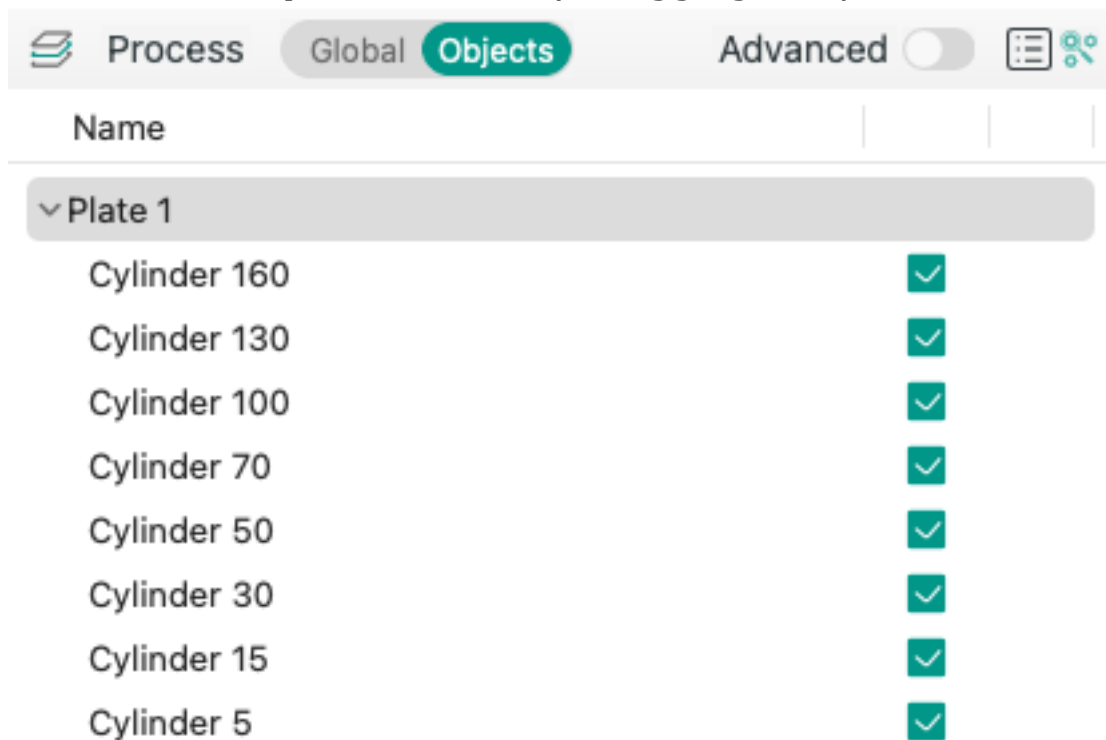 Process Global Objects Advanced
Name
Plate 1
Cylinder 160
Cylinder 130
Cylinder 100
Cylinder 70
Cylinder 50
Cylinder 30
Cylinder 15
Cylinder 5